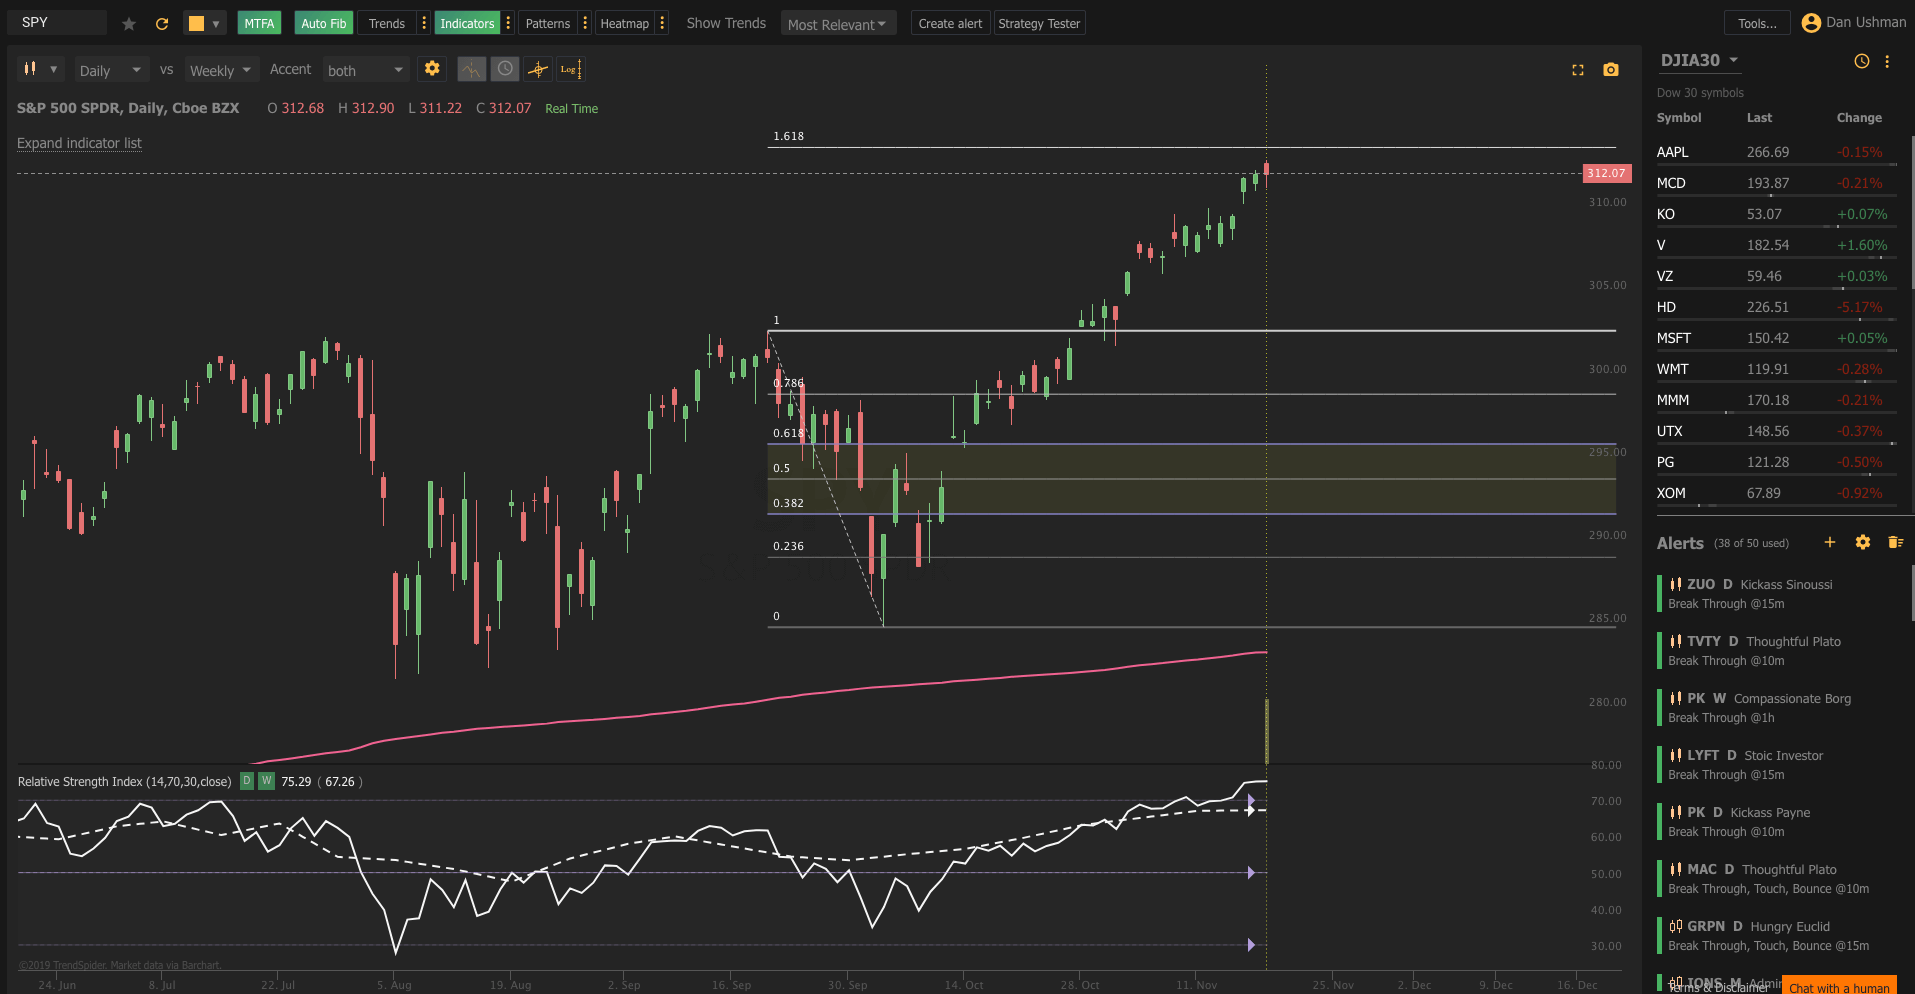 SPY
MTFA
Auto Fib
Trends
Indicators
Patterns
Heatmap
Show Trends
Most Relevant
Create alert
Strategy Tester
Tools...
Dan Ushman
Daily
vs
Weekly
Accent
both
Log
S&P 500 SPDR, Daily, Cboe BZX O 312.68 H 312.90 L 311.22 C 312.07 Real Time
Expand indicator list
1.618
1
0.786
0.618
0.5
0.382
0.236
0
312.07
310.00
305.00
300.00
295.00
290.00
285.00
280.00
Relative Strength Index (14,70,30,close) D W 75.29 ( 67.26 )
80.00
70.00
60.00
50.00
40.00
30.00
©2019 TrendSpider. Market data via Barchart.
24. Jun 8. Jul 22. Jul 5. Aug 19. Aug 2. Sep 16. Sep 30. Sep 14. Oct 28. Oct 11. Nov 25. Nov 2. Dec 9. Dec 16. Dec
DJIA30
Dow 30 symbols
Symbol Last Change
AAPL 266.69 -0.15%
MCD 193.87 -0.21%
KO 53.07 +0.07%
V 182.54 +1.60%
VZ 59.46 +0.03%
HD 226.51 -5.17%
MSFT 150.42 +0.05%
WMT 119.91 -0.28%
MMM 170.18 -0.21%
UTX 148.56 -0.37%
PG 121.28 -0.50%
XOM 67.89 -0.92%
Alerts (38 of 50 used)
ZUO D Kickass Sinoussi
Break Through @15m
TVTY D Thoughtful Plato
Break Through @10m
PK W Compassionate Borg
Break Through @1h
LYFT D Stoic Investor
Break Through @15m
PK D Kickass Payne
Break Through @10m
MAC D Thoughtful Plato
Break Through, Touch, Bounce @10m
GRPN D Hungry Euclid
Break Through, Touch, Bounce @15m
IONS M Admir
Terms & Disclaimer
Chat with a human